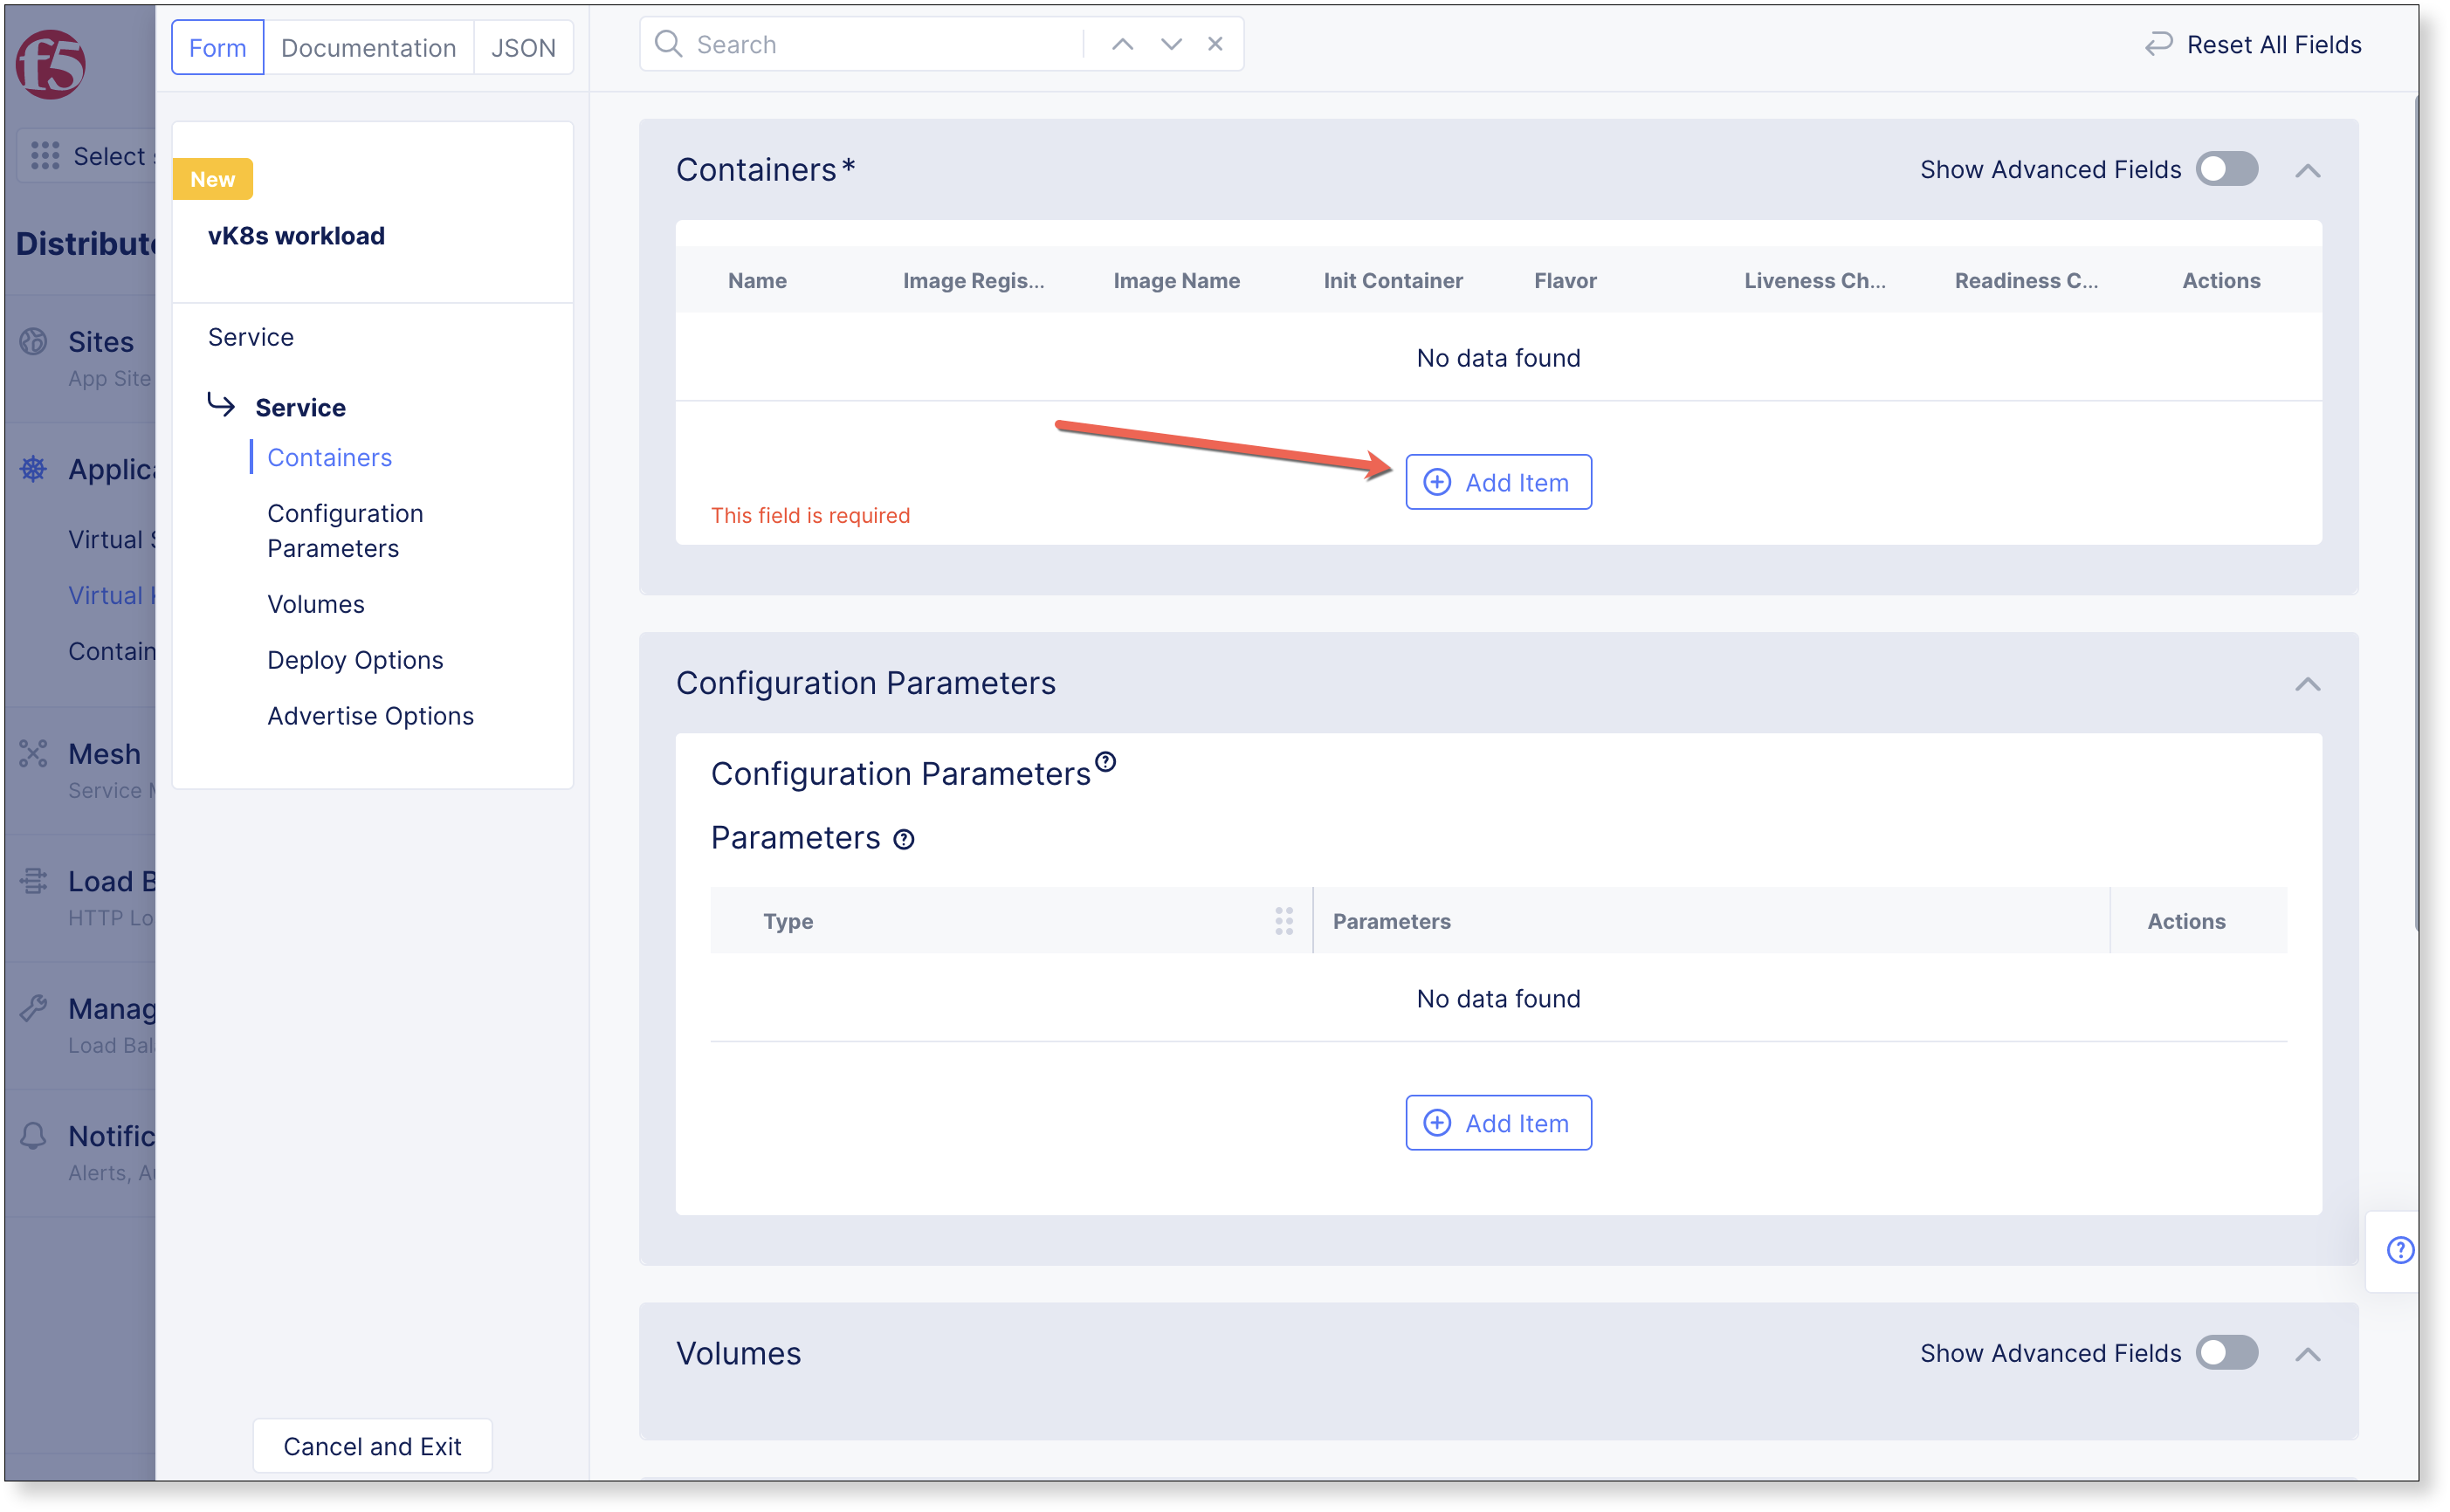 f5
Select
Distribute
Sites
App Site
Applica
Virtual
Virtual
Contain
Mesh
Service
Load B
HTTP Lo
Manag
Load Bal
Notific
Alerts, A
Form
Documentation
JSON
New
vK8s workload
Service
Service
Containers
Configuration
Parameters
Volumes
Deploy Options
Advertise Options
Cancel and Exit
Search
Reset All Fields
Containers*
Show Advanced Fields
Name Image Regis... Image Name Init Container Flavor Liveness Ch... Readiness C... Actions
No data found
Add Item
This field is required
Configuration Parameters
Configuration Parameters
Parameters
Type Parameters Actions
No data found
Add Item
Volumes
Show Advanced Fields